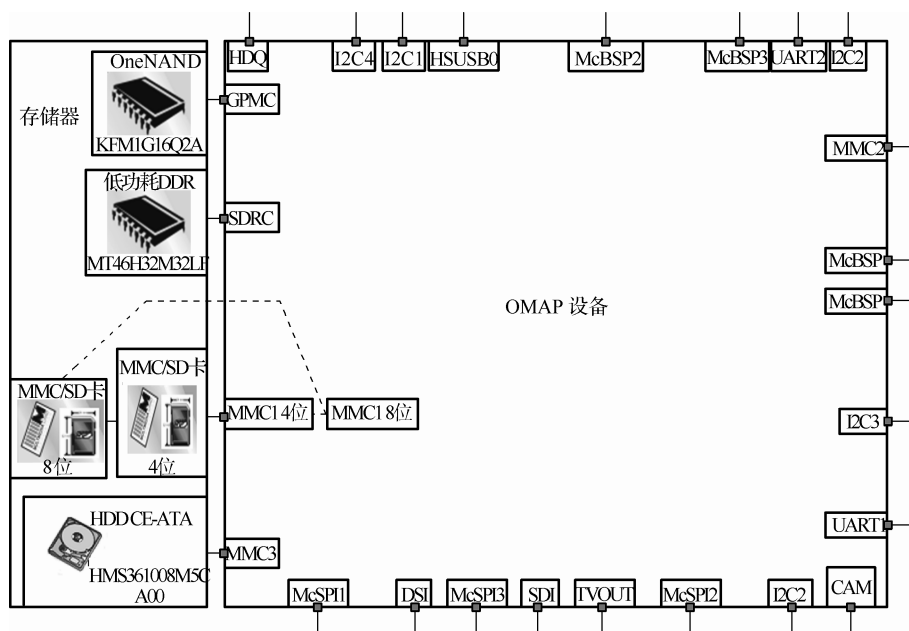 HDQ
I2C4
I2C1
HSUSB0
McBSP2
McBSP3
UART2
I2C2
存储器
OneNAND
KFM1G16Q2A
GPMC
低功耗DDR
MT46H32M32LF
SDRC
MMC2
McBSP
McBSP
OMAP 设备
MMC/SD卡
8位
MMC/SD卡
4位
MMC1 4位
MMC1 8位
I2C3
HDD CE-ATA
HMS361008M5C
A00
MMC3
UART1
McSPI1
DSI
McSPI3
SDI
TVOUT
McSPI2
I2C2
CAM